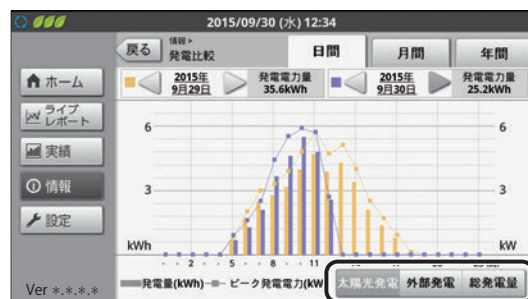 2015/09/30 (水) 12:34
戻る
情報>
発電比較
日間
月間
年間
ホーム
ライブ
レポート
実績
情報
設定
Ver *.*.*.*
2015年
9月29日
発電電力量
35.6kWh
2015年
9月30日
発電電力量
25.2kWh
6
6
3
3
kWh
kW
2
5
8
11
発電量(kWh)
ピーク発電電力(kW
太陽光発電
外部発電
総発電量